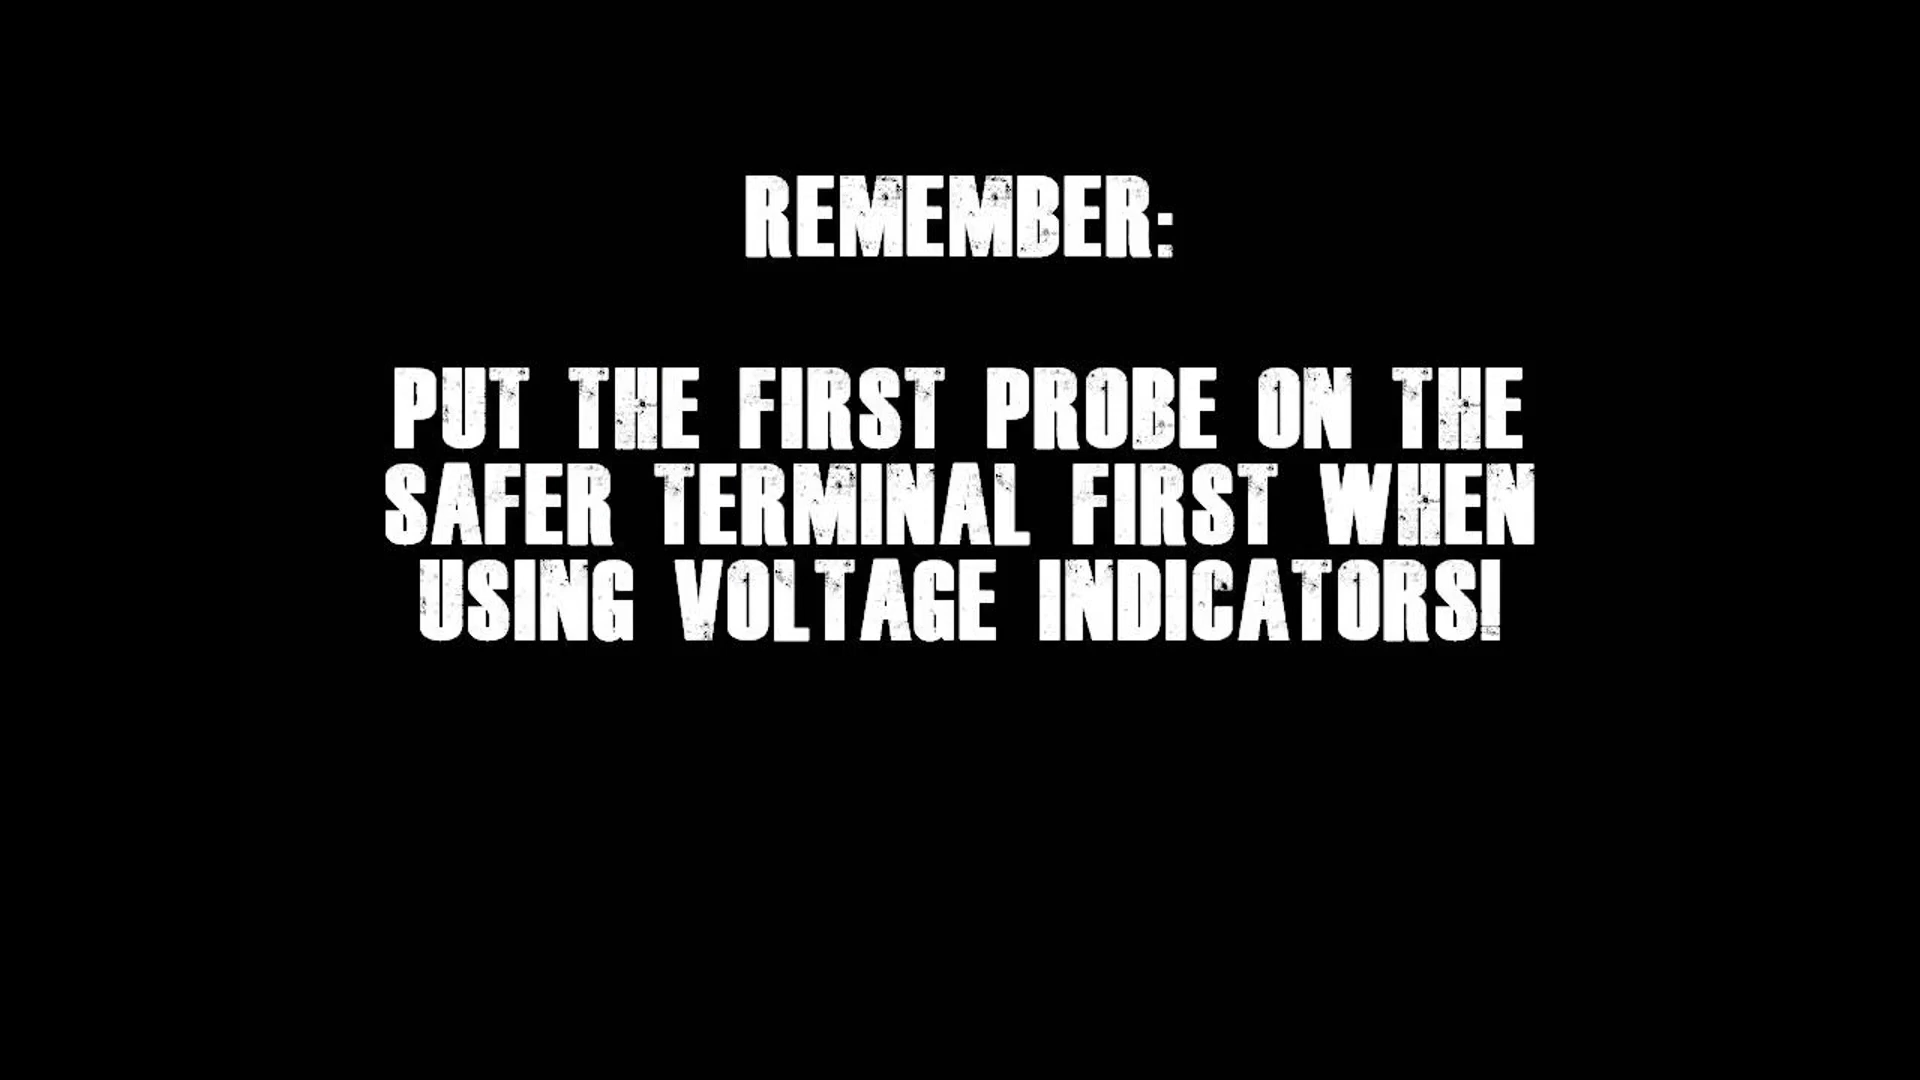 REMEMBER:
PUT THE FIRST PROBE ON THE
SAFER TERMINAL FIRST WHEN
USING VOLTAGE INDICATORS!